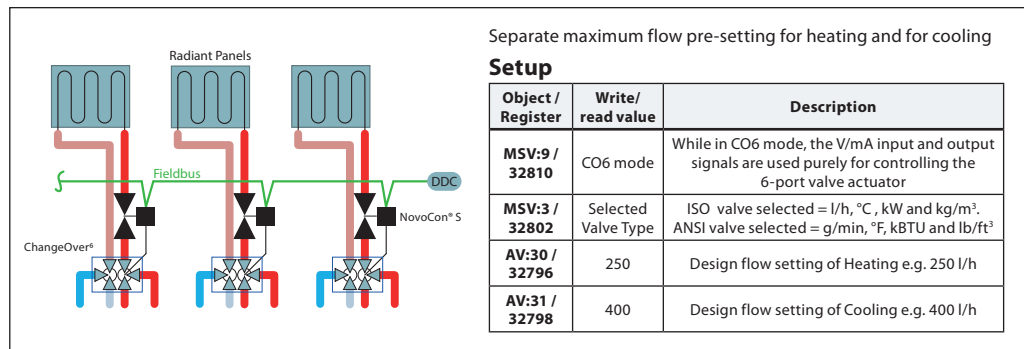 Radiant Panels
Fieldbus
DDC
NovoCon® S
ChangeOver⁶
Separate maximum flow pre-setting for heating and for cooling
Setup
Object /
Register
Write/
read value
Description
MSV:9 /
32810
CO6 mode
While in CO6 mode, the V/mA input and output
signals are used purely for controlling the
6-port valve actuator
MSV:3 /
32802
Selected
Valve Type
ISO valve selected = l/h, °C , kW and kg/m³.
ANSI valve selected = g/min, °F, kBTU and lb/ft³
AV:30 /
32796
250
Design flow setting of Heating e.g. 250 l/h
AV:31 /
32798
400
Design flow setting of Cooling e.g. 400 l/h